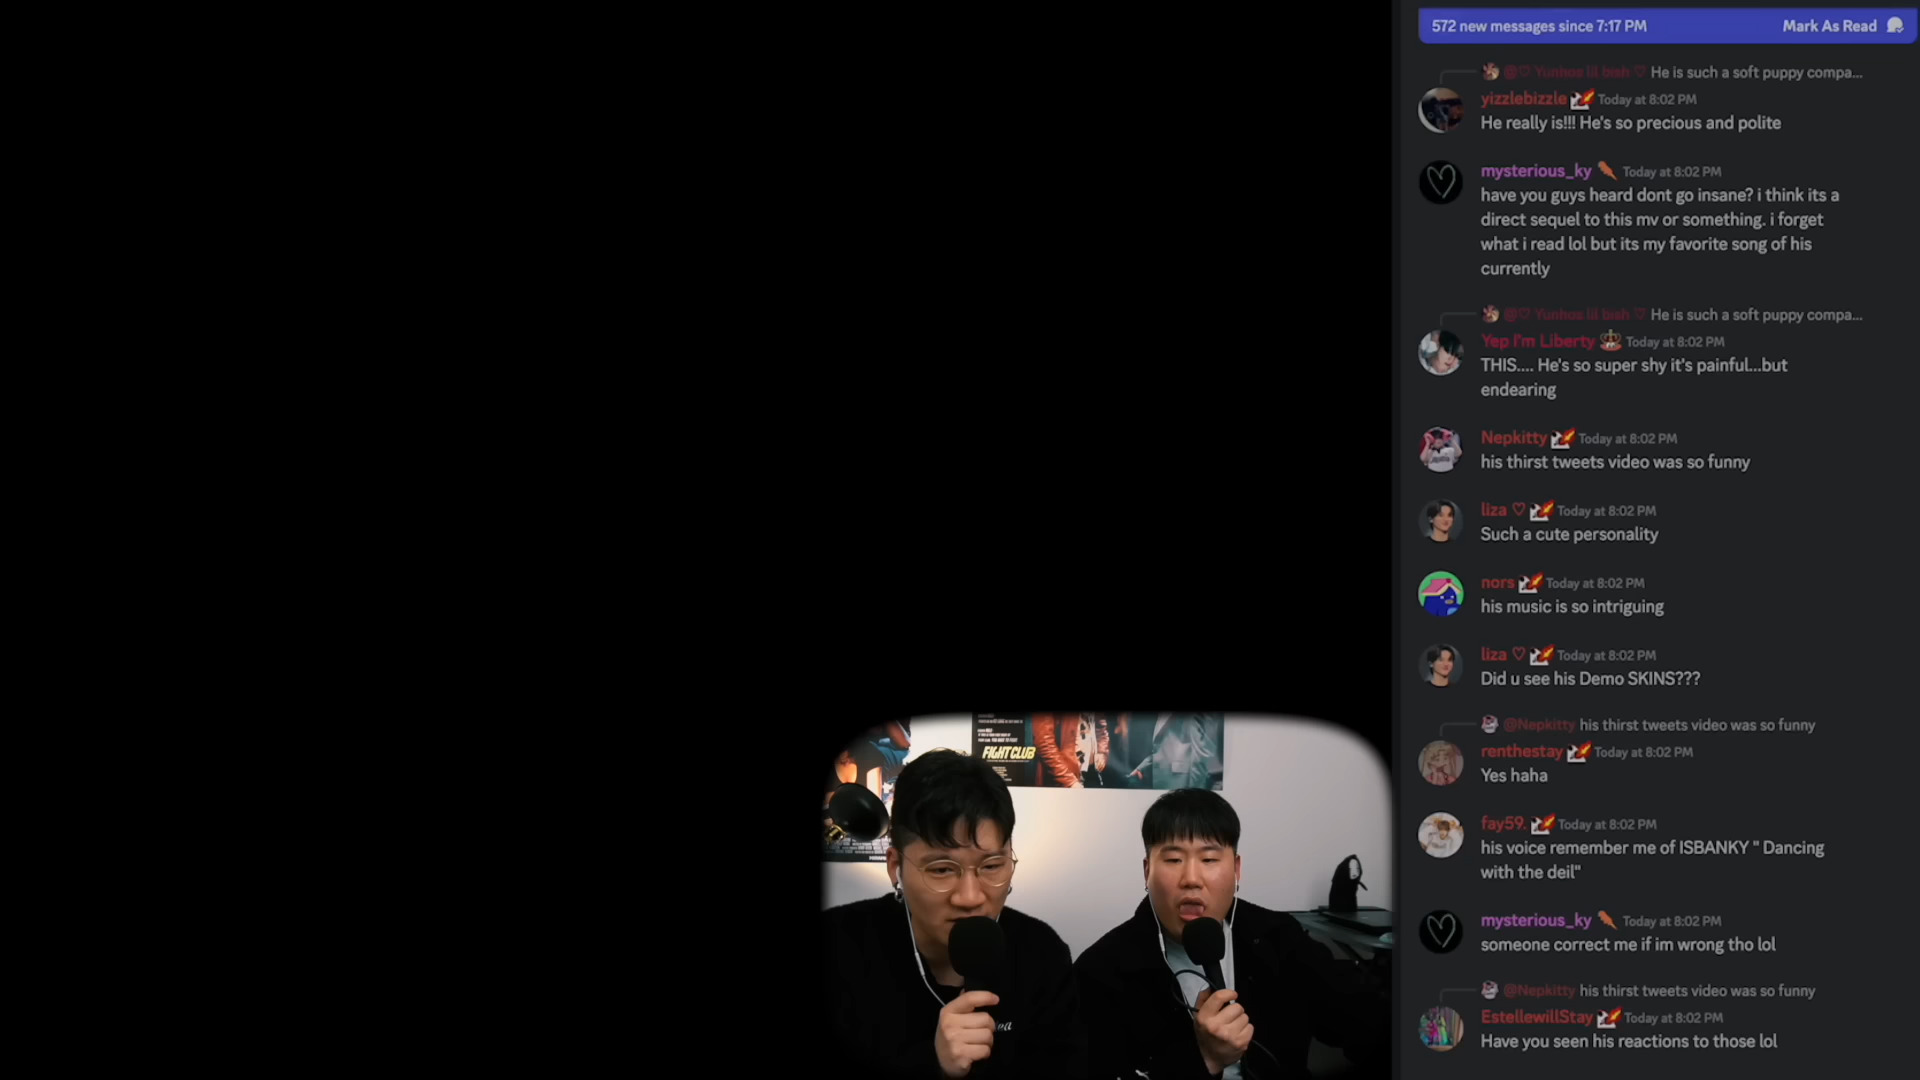 572 new messages since 7:17 PM Mark As Read
@♡ Yunhos lil bish ♡ He is such a soft puppy compa...
yizzlebizzle Today at 8:02 PM
He really is!!! He's so precious and polite
mysterious_ky Today at 8:02 PM
have you guys heard dont go insane? i think its a
direct sequel to this mv or something. i forget
what i read lol but its my favorite song of his
currently
@♡ Yunhos lil bish ♡ He is such a soft puppy compa...
Yep I'm Liberty Today at 8:02 PM
THIS.... He's so super shy it's painful...but
endearing
Nepkitty Today at 8:02 PM
his thirst tweets video was so funny
liza ♡ Today at 8:02 PM
Such a cute personality
nors Today at 8:02 PM
his music is so intriguing
liza ♡ Today at 8:02 PM
Did u see his Demo SKINS???
@Nepkitty his thirst tweets video was so funny
renthestay Today at 8:02 PM
Yes haha
fay59. Today at 8:02 PM
his voice remember me of ISBANKY " Dancing
with the deil"
mysterious_ky Today at 8:02 PM
someone correct me if im wrong tho lol
@Nepkitty his thirst tweets video was so funny
EstellewillStay Today at 8:02 PM
Have you seen his reactions to those lol
FIGHT CLUB